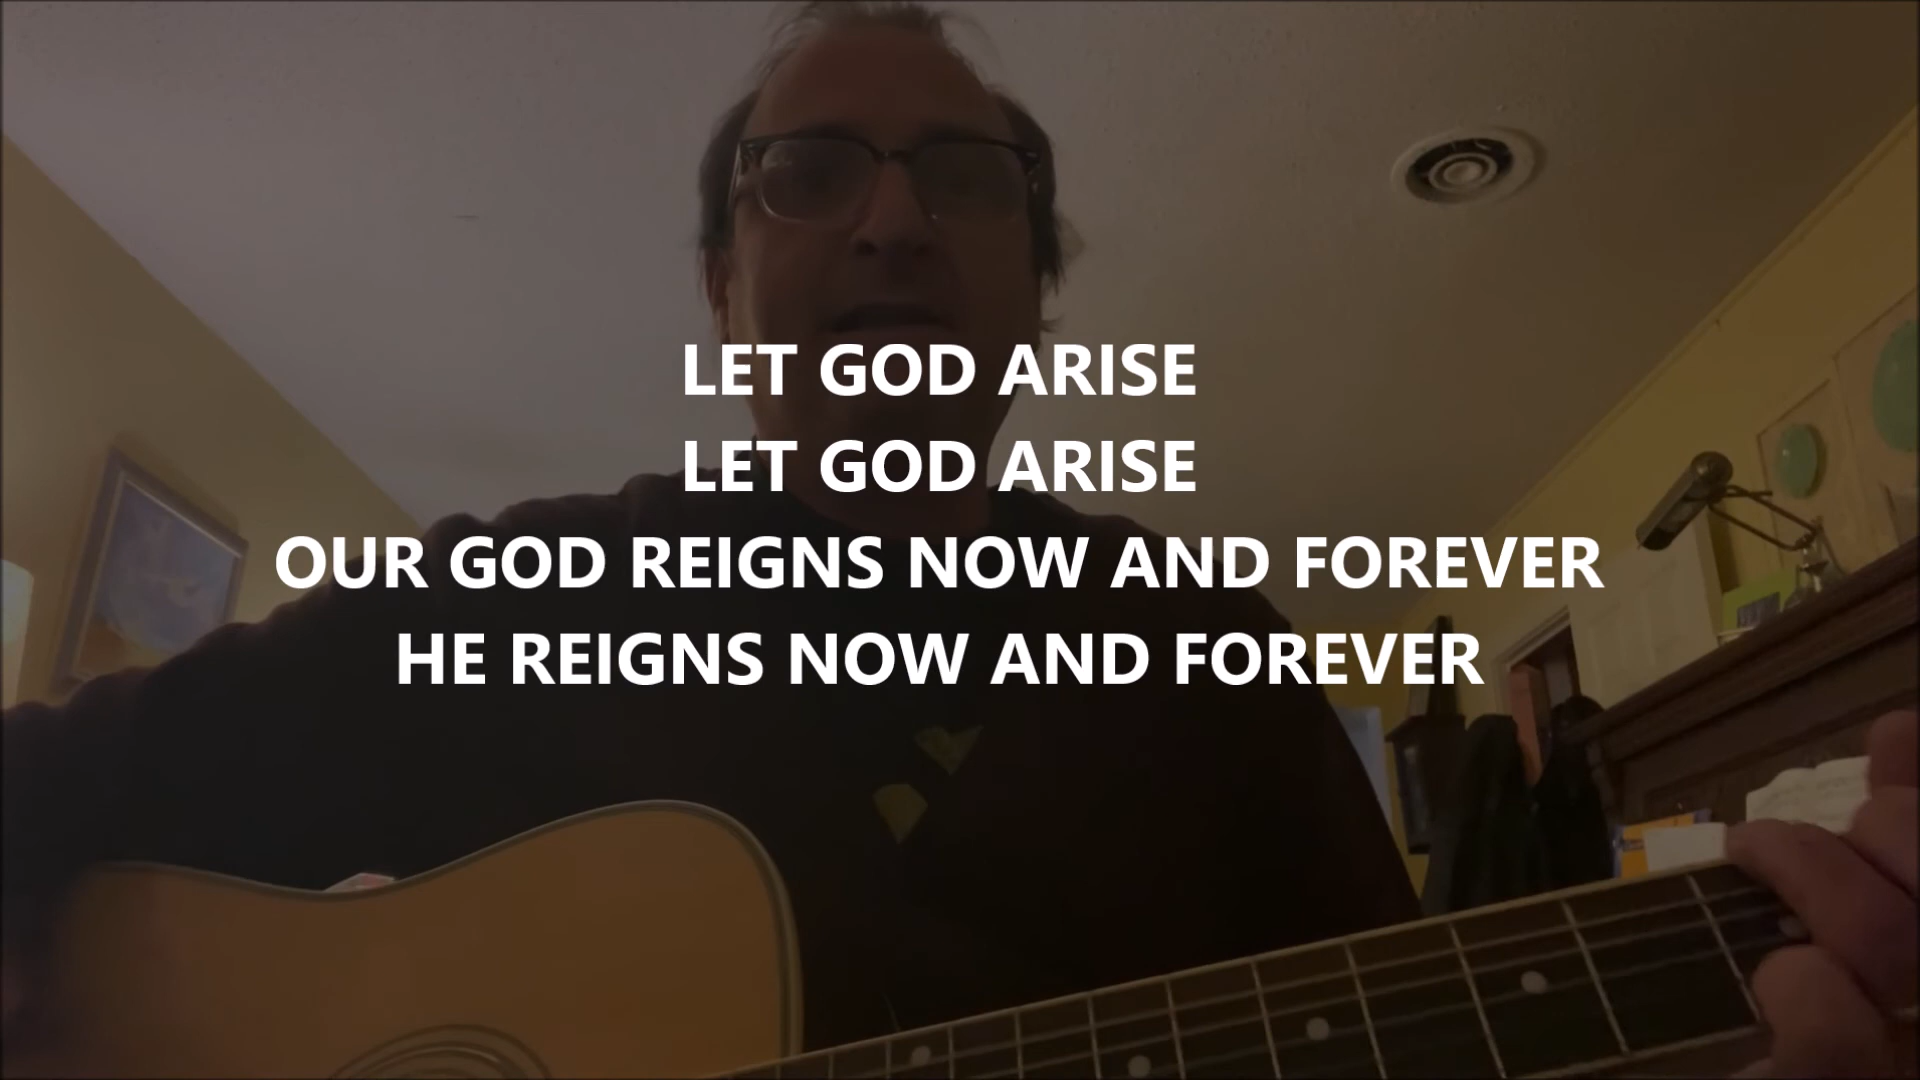 LET GOD ARISE
LET GOD ARISE
OUR GOD REIGNS NOW AND FOREVER
HE REIGNS NOW AND FOREVER